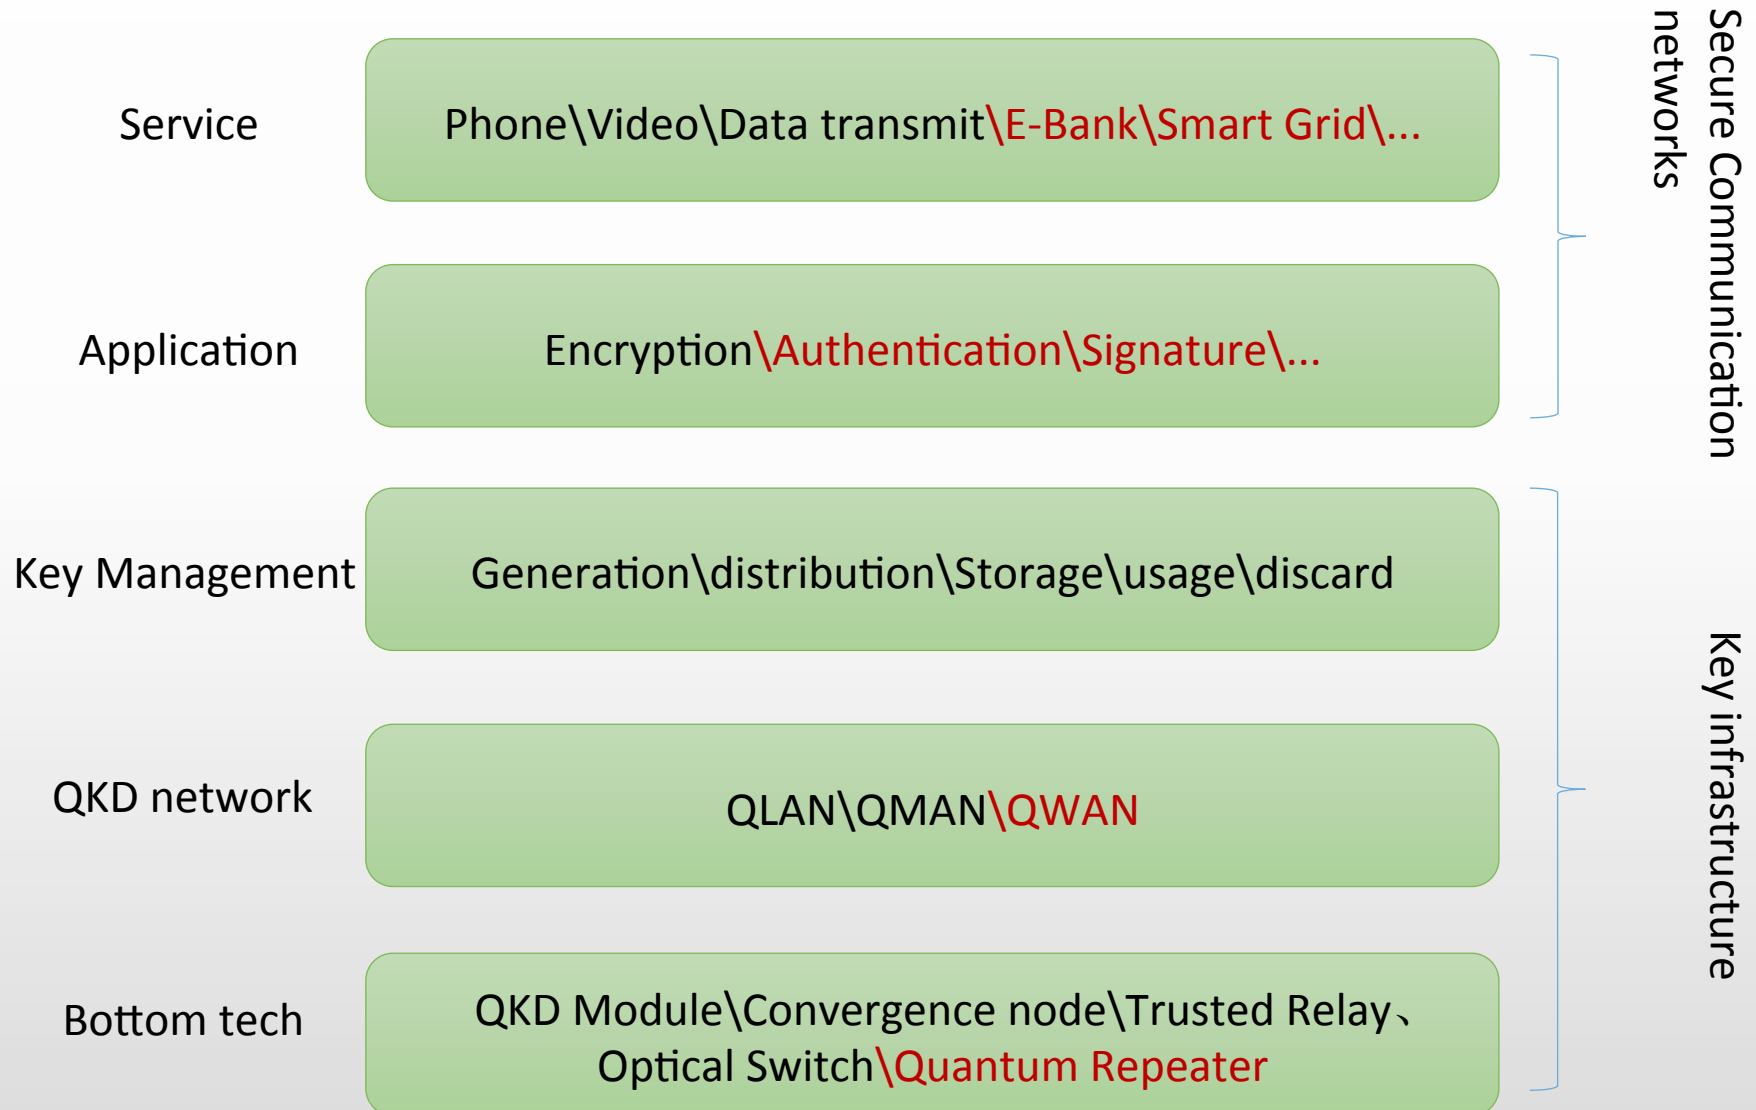 Service
Phone\Video\Data transmit\E-Bank\Smart Grid\...
Application
Encryption\Authentication\Signature\...
Secure Communication
networks
Key Management
Generation\distribution\Storage\usage\discard
QKD network
QLAN\QMAN\QWAN
Bottom tech
QKD Module\Convergence node\Trusted Relay、
Optical Switch\Quantum Repeater
Key infrastructure